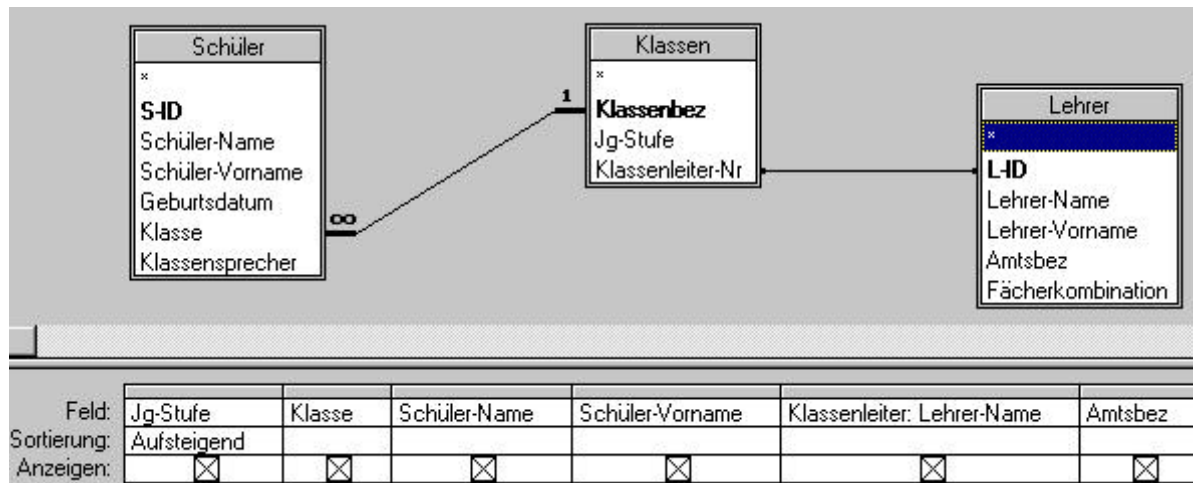 Schüler
*
S-ID
Schüler-Name
Schüler-Vorname
Geburtsdatum
Klasse
Klassensprecher
∞
1
Klassen
*
Klassenbez
Jg-Stufe
Klassenleiter-Nr
Lehrer
*
L-ID
Lehrer-Name
Lehrer-Vorname
Amtsbez
Fächerkombination
Feld: Jg-Stufe Klasse Schüler-Name Schüler-Vorname Klassenleiter: Lehrer-Name Amtsbez
Sortierung: Aufsteigend
Anzeigen: